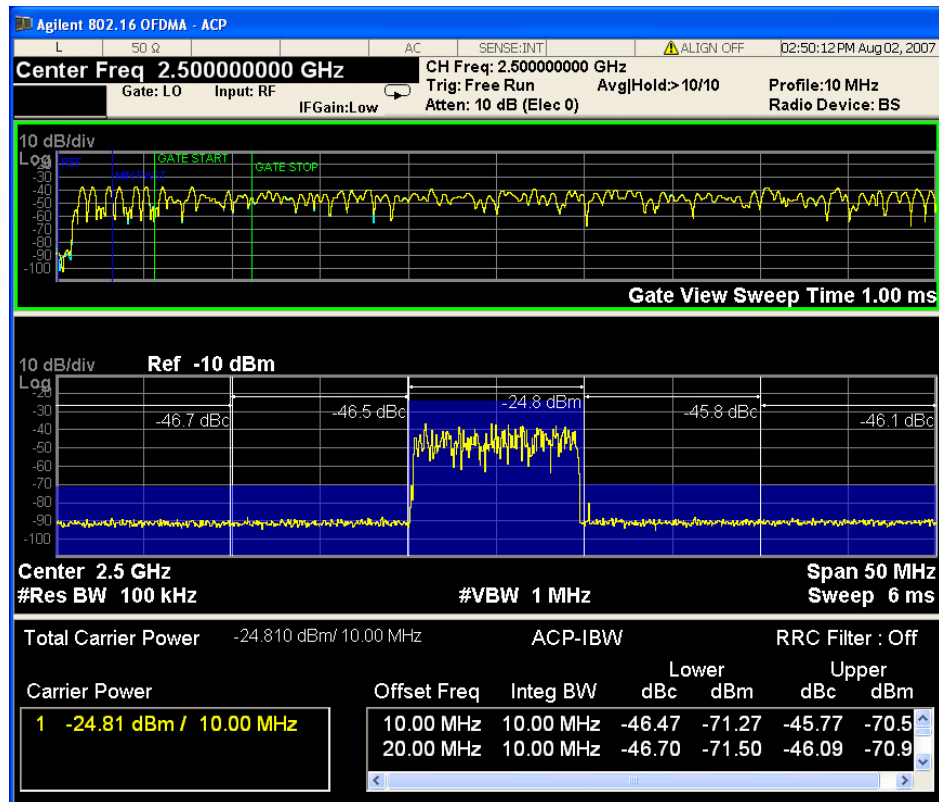 Agilent 802.16 OFDMA - ACP
L 50 Ω AC SENSE:INT ALIGN OFF 02:50:12 PM Aug 02, 2007
Center Freq 2.500000000 GHz
CH Freq: 2.500000000 GHz
Gate: LO Input: RF Trig: Free Run Avg|Hold:>10/10 Profile:10 MHz
IFGain:Low Atten: 10 dB (Elec 0) Radio Device: BS
10 dB/div
Log
REF GATE START GATE STOP
-30
-40
-50
-60
-70
-80
-90
-100
Gate View Sweep Time 1.00 ms
10 dB/div Ref -10 dBm
Log
-20
-30
-40
-50
-60
-70
-80
-90
-100
-46.7 dBc -46.5 dBc -24.8 dBm -45.8 dBc -46.1 dBc
Center 2.5 GHz Span 50 MHz
#Res BW 100 kHz #VBW 1 MHz Sweep 6 ms
Total Carrier Power -24.810 dBm/ 10.00 MHz ACP-IBW RRC Filter : Off
Lower Upper
Carrier Power Offset Freq Integ BW dBc dBm dBc dBm
1 -24.81 dBm / 10.00 MHz 10.00 MHz 10.00 MHz -46.47 -71.27 -45.77 -70.5
20.00 MHz 10.00 MHz -46.70 -71.50 -46.09 -70.9